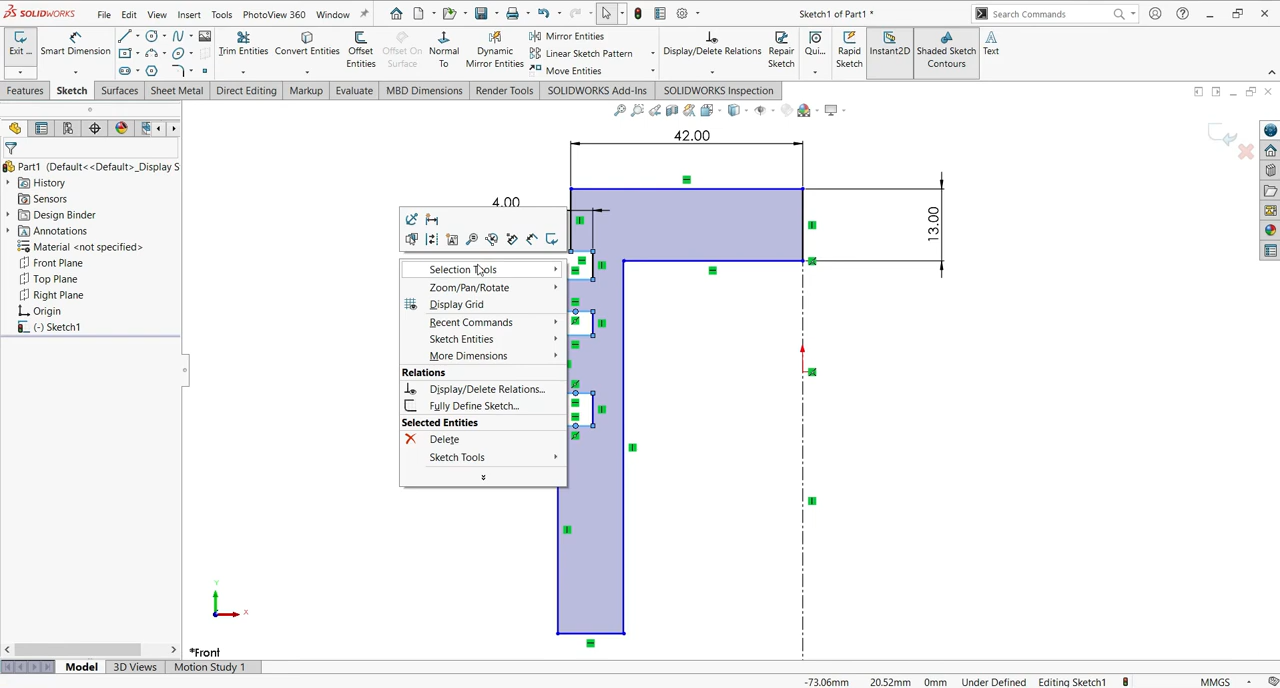 SOLIDWORKS
File Edit View Insert Tools PhotoView 360 Window
Sketch1 of Part1 *
Search Commands
Exit ...
Smart Dimension
Trim Entities
Convert Entities
Offset Entities
Offset On Surface
Normal To
Dynamic Mirror Entities
Mirror Entities
Linear Sketch Pattern
Move Entities
Display/Delete Relations
Repair Sketch
Qui...
Rapid Sketch
Instant2D
Shaded Sketch Contours
Text
Features Sketch Surfaces Sheet Metal Direct Editing Markup Evaluate MBD Dimensions Render Tools SOLIDWORKS Add-Ins SOLIDWORKS Inspection
Part1 (Default<<Default>_Display S
History
Sensors
Design Binder
Annotations
Material <not specified>
Front Plane
Top Plane
Right Plane
Origin
(-) Sketch1
42.00
4.00
13.00
Selection Tools
Zoom/Pan/Rotate
Display Grid
Recent Commands
Sketch Entities
More Dimensions
Relations
Display/Delete Relations...
Fully Define Sketch...
Selected Entities
Delete
Sketch Tools
Y
X
*Front
Model 3D Views Motion Study 1
-73.06mm 20.52mm 0mm Under Defined Editing Sketch1 MMGS